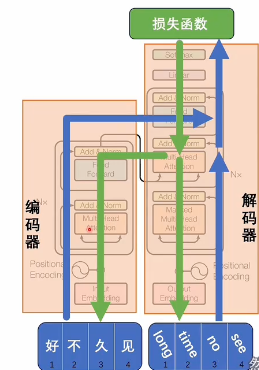 损失函数
Softmax
Linear
Add & Norm
Feed
Forward
Add & Norm
Multi-Head
Attention
Nx
Add & Norm
Masked
Multi-Head
Attention
Positional
Encoding
Output
Embedding
解码器
编码器
Nx
Add & Norm
Feed
Forward
Add & Norm
Multi-Head
Attention
Positional
Encoding
Input
Embedding
好 不 久 见
1 2 3 4
long time no see
1 2 3 4